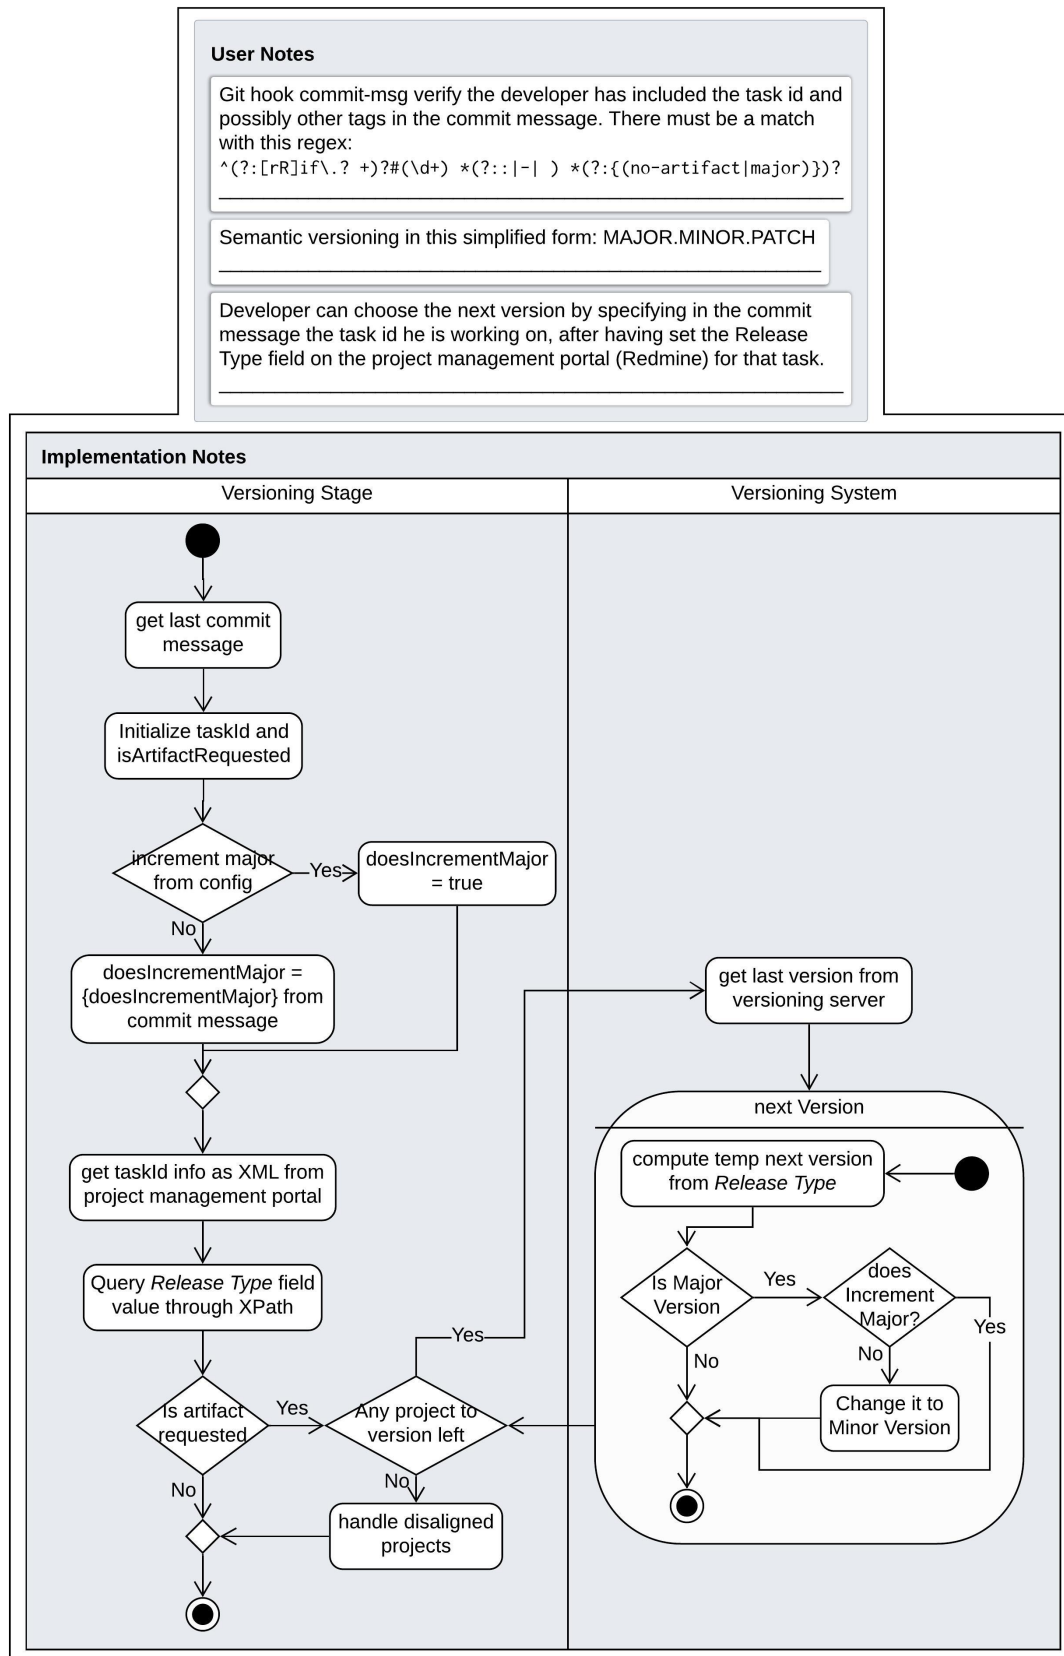 User Notes
Git hook commit-msg verify the developer has included the task id and
possibly other tags in the commit message. There must be a match
with this regex:
^(?:[rR]if\.? +)?#(\d+) *(?::|-| ) *(?:{(no-artifact|major)})?
Semantic versioning in this simplified form: MAJOR.MINOR.PATCH
Developer can choose the next version by specifying in the commit
message the task id he is working on, after having set the Release
Type field on the project management portal (Redmine) for that task.
Implementation Notes
Versioning Stage
Versioning System
get last commit
message
Initialize taskId and
isArtifactRequested
increment major
from config
Yes
doesIncrementMajor
= true
No
doesIncrementMajor =
{doesIncrementMajor} from
commit message
get taskId info as XML from
project management portal
Query Release Type field
value through XPath
Is artifact
requested
Yes
Any project to
version left
Yes
No
No
handle disaligned
projects
get last version from
versioning server
next Version
compute temp next version
from Release Type
Is Major
Version
Yes
does
Increment
Major?
Yes
No
No
Change it to
Minor Version